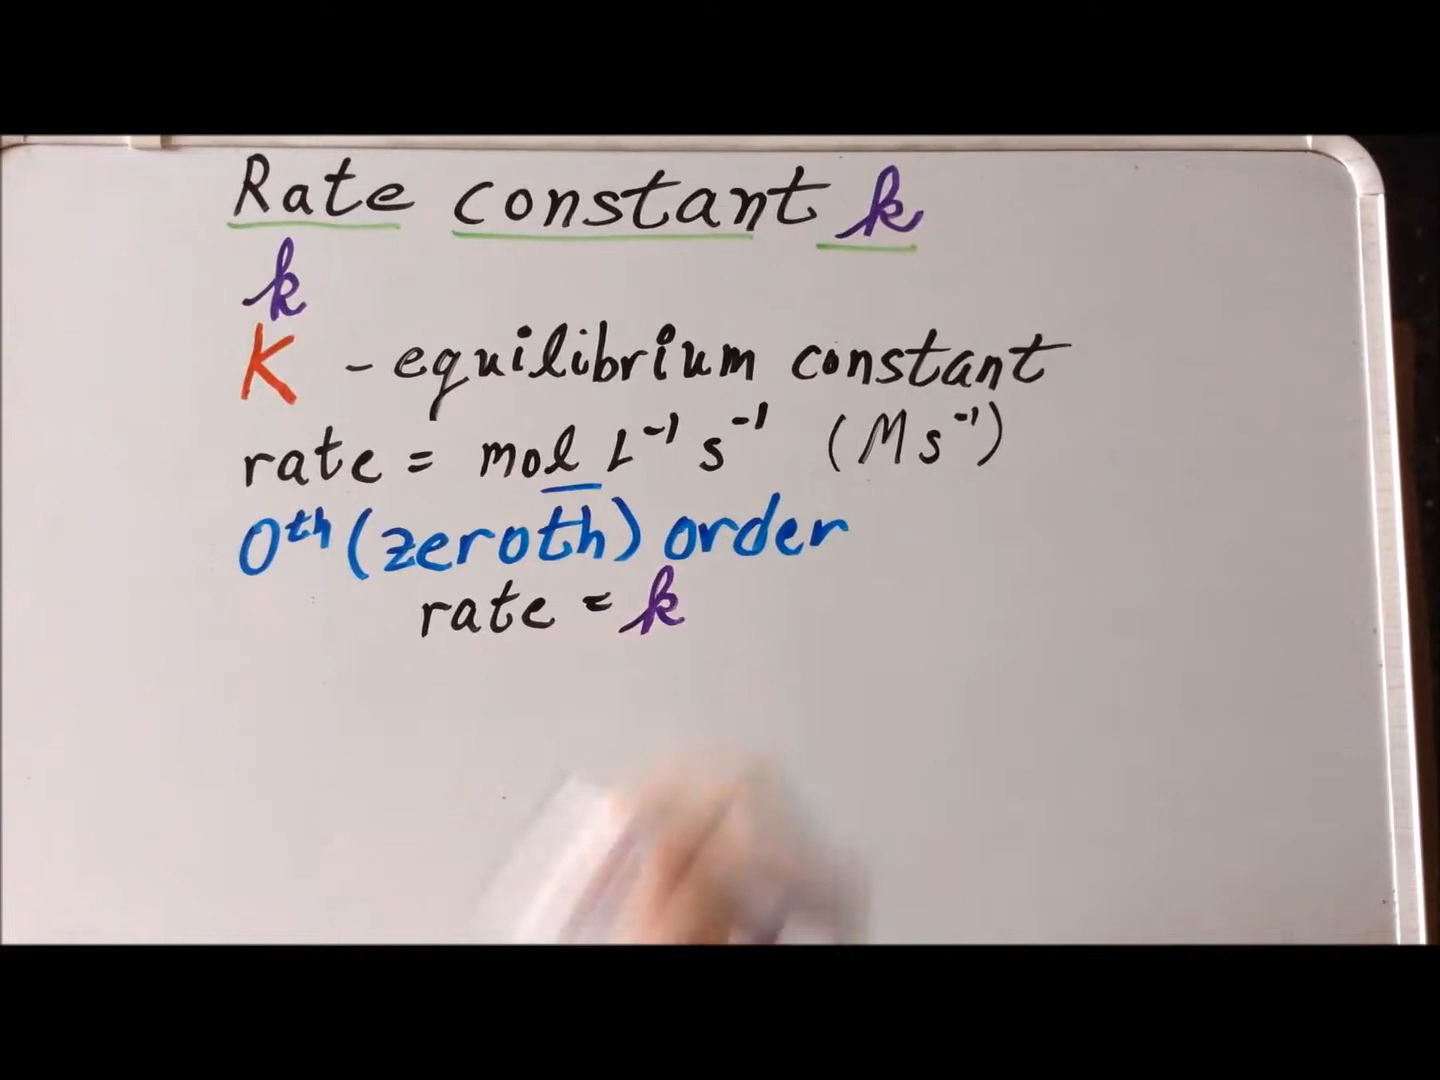 Rate constant k
k
K - equilibrium constant
rate = mol L⁻¹ s⁻¹ (M s⁻¹)
0ᵗʰ (zeroth) order
rate = k